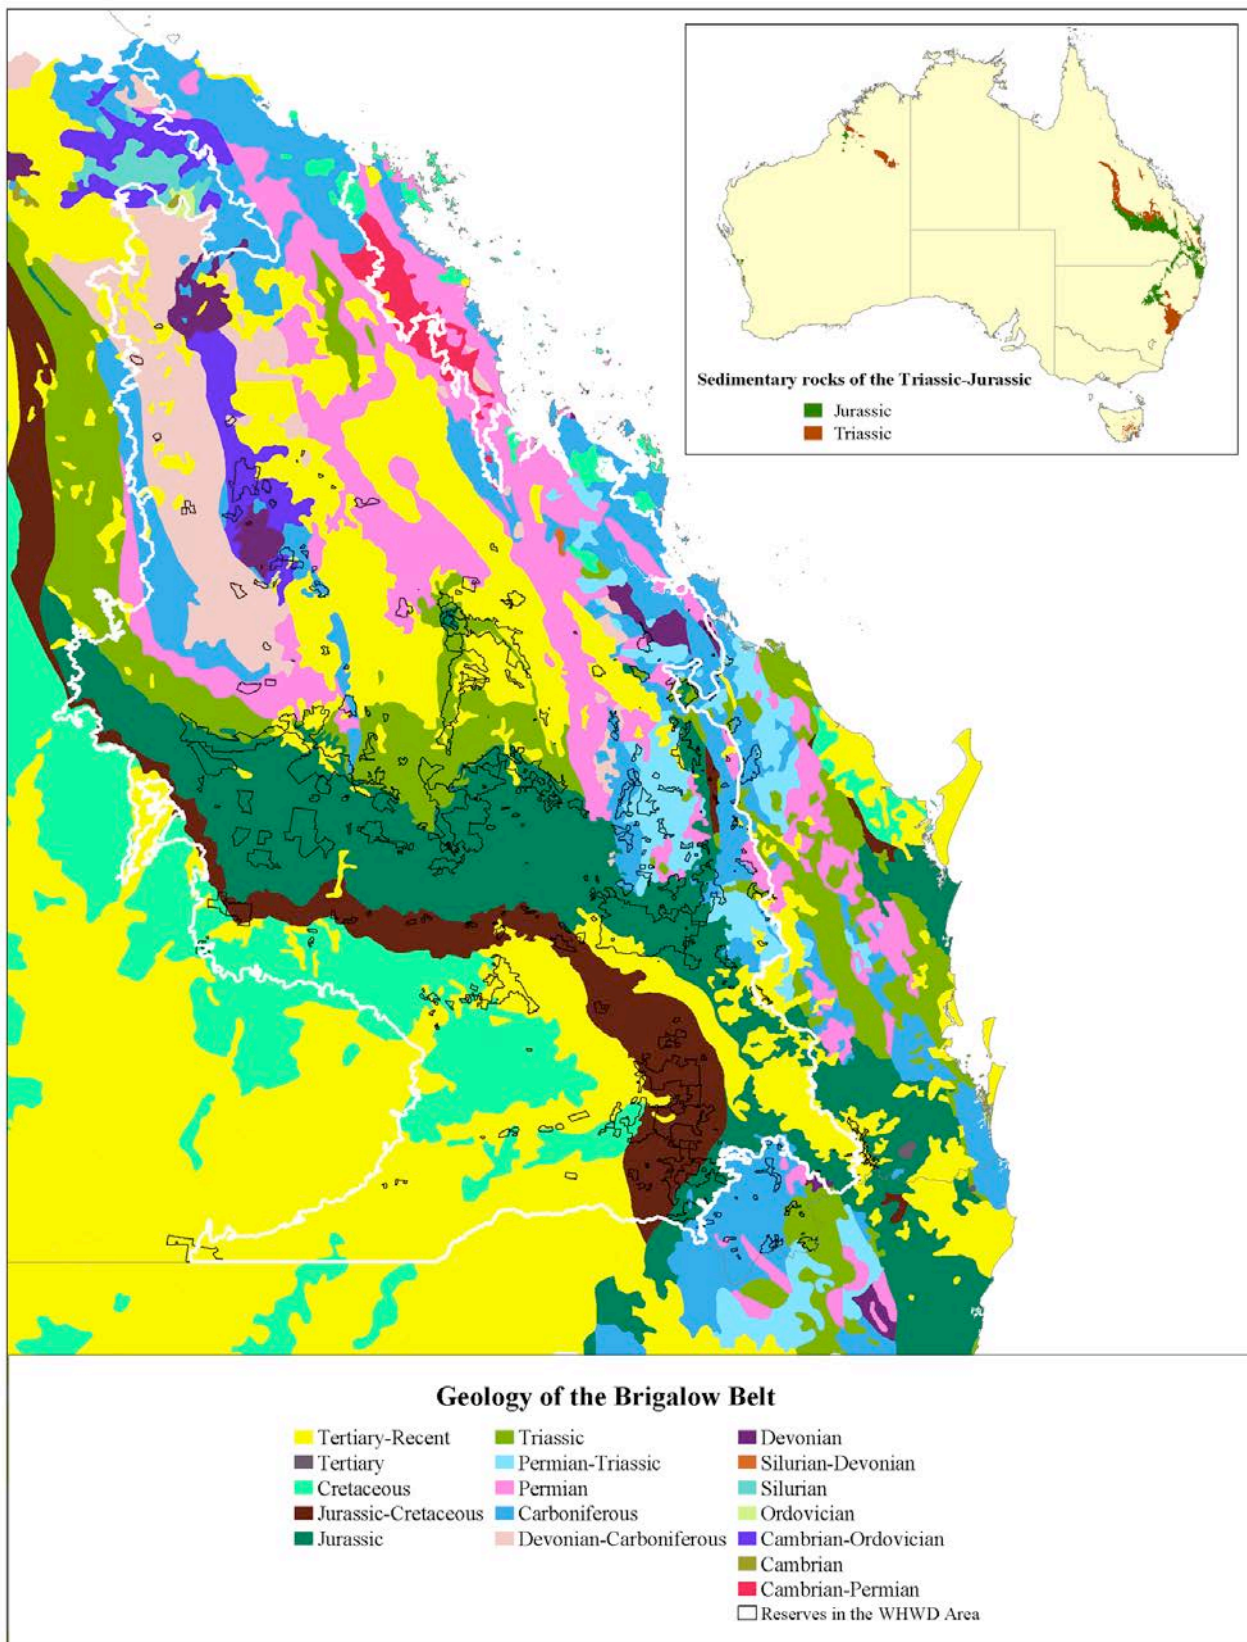 Sedimentary rocks of the Triassic-Jurassic
Jurassic
Triassic
Geology of the Brigalow Belt
Tertiary-Recent
Tertiary
Cretaceous
Jurassic-Cretaceous
Jurassic
Triassic
Permian-Triassic
Permian
Carboniferous
Devonian-Carboniferous
Devonian
Silurian-Devonian
Silurian
Ordovician
Cambrian-Ordovician
Cambrian
Cambrian-Permian
Reserves in the WHWD Area